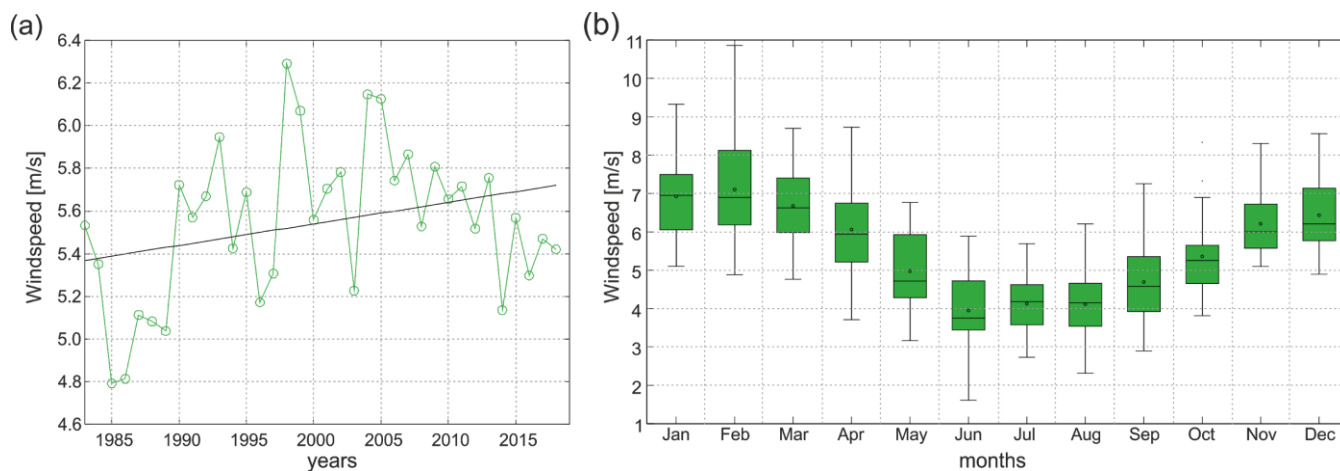 (a)
Windspeed [m/s]
6.4
6.2
6.0
5.8
5.6
5.4
5.2
5.0
4.8
4.6
1985 1990 1995 2000 2005 2010 2015
years
(b)
Windspeed [m/s]
11
10
9
8
7
6
5
4
3
2
1
Jan Feb Mar Apr May Jun Jul Aug Sep Oct Nov Dec
months